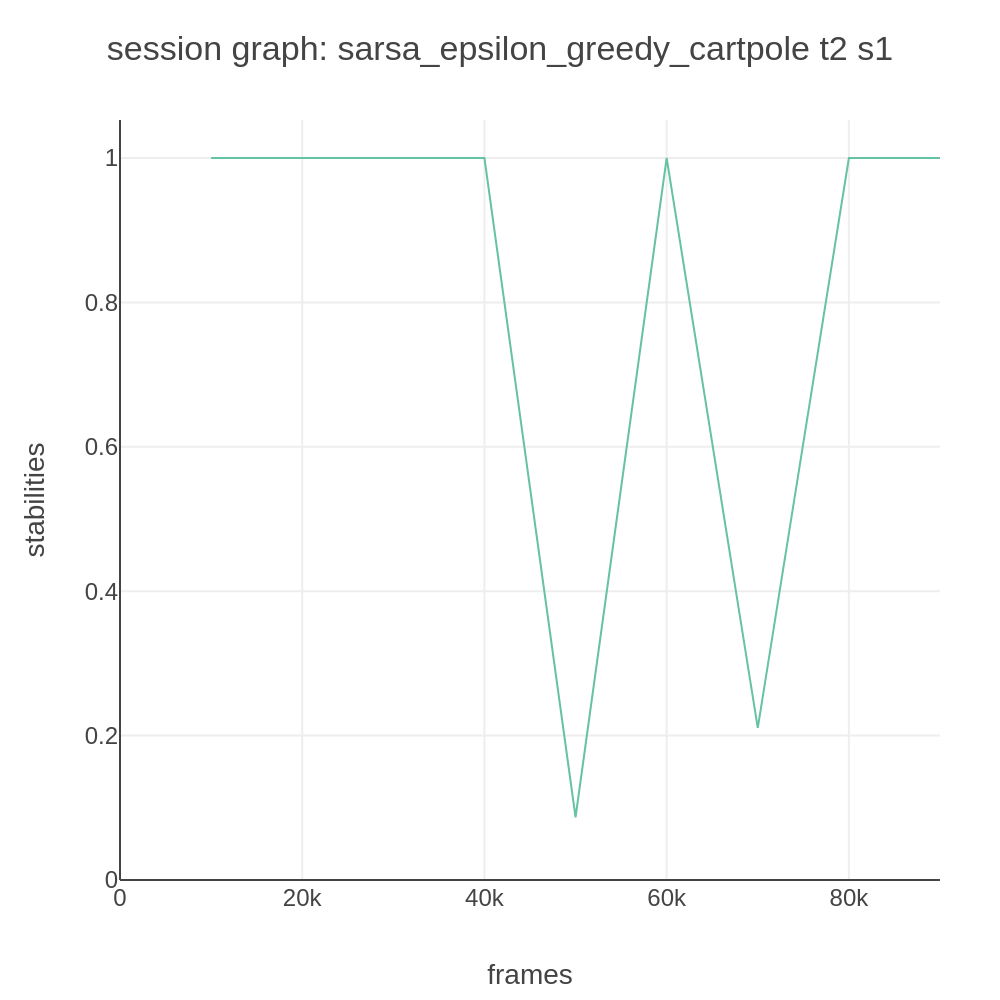 session graph: sarsa_epsilon_greedy_cartpole t2 s1
1
0.8
0.6
0.4
0.2
0
stabilities
0
20k
40k
60k
80k
frames